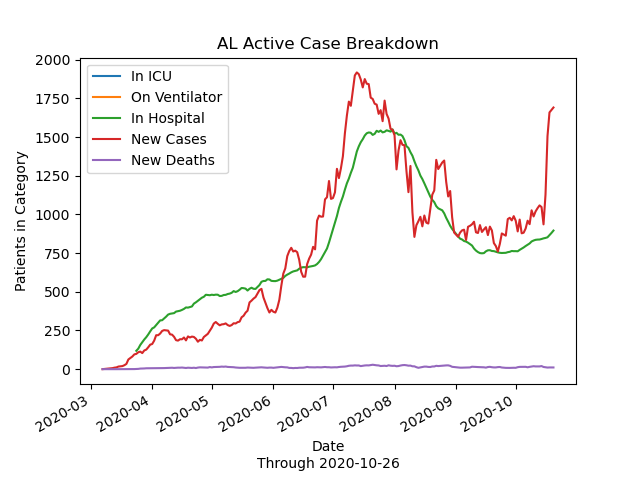 AL Active Case Breakdown
2000
1750
1500
1250
1000
750
500
250
0
Patients in Category
In ICU
On Ventilator
In Hospital
New Cases
New Deaths
2020-03
2020-04
2020-05
2020-06
2020-07
2020-08
2020-09
2020-10
Date
Through 2020-10-26